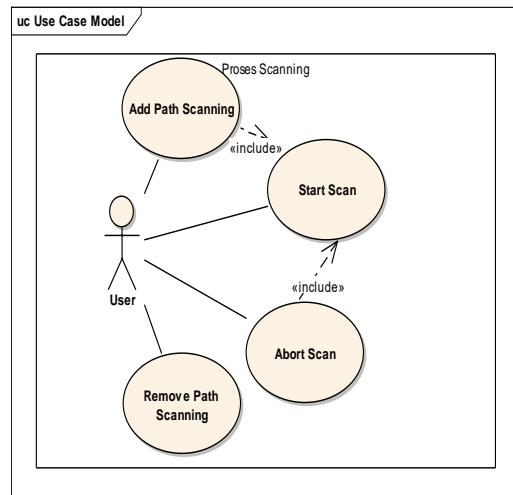 uc Use Case Model
Proses Scanning
Add Path Scanning
«include»
Start Scan
User
«include»
Abort Scan
Remove Path
Scanning